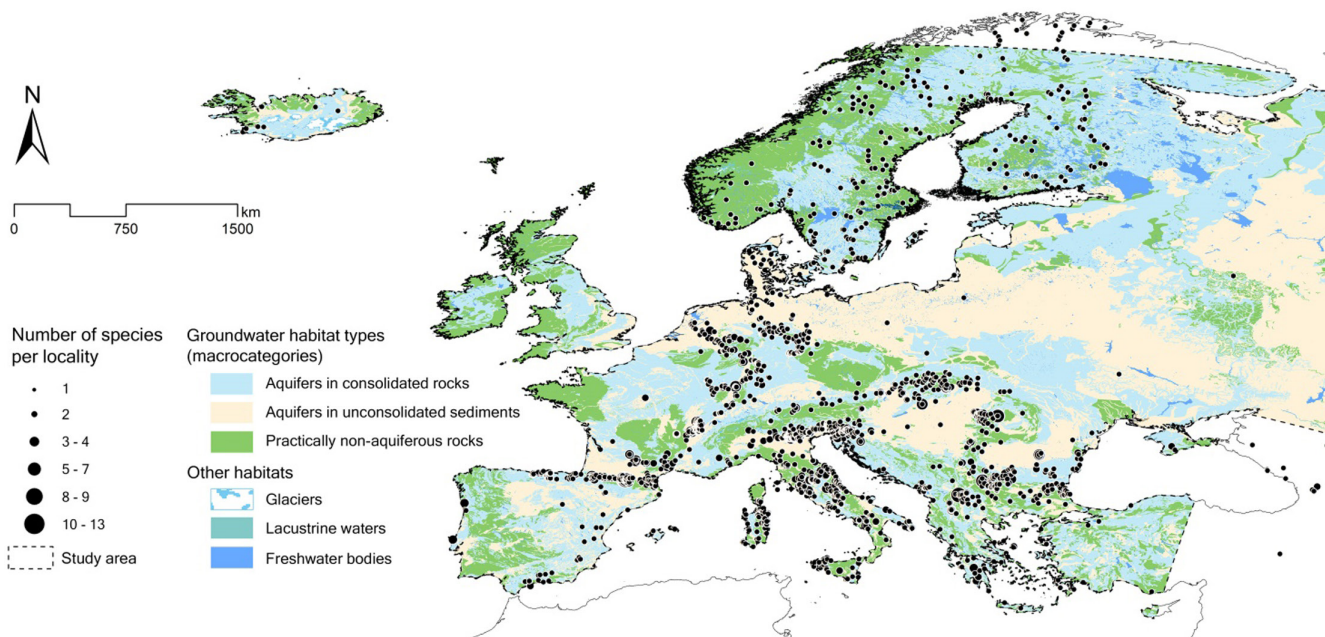 N
km
0 750 1500
Number of species
per locality
1
2
3 - 4
5 - 7
8 - 9
10 - 13
Study area
Groundwater habitat types
(macrocategories)
Aquifers in consolidated rocks
Aquifers in unconsolidated sediments
Practically non-aquiferous rocks
Other habitats
Glaciers
Lacustrine waters
Freshwater bodies